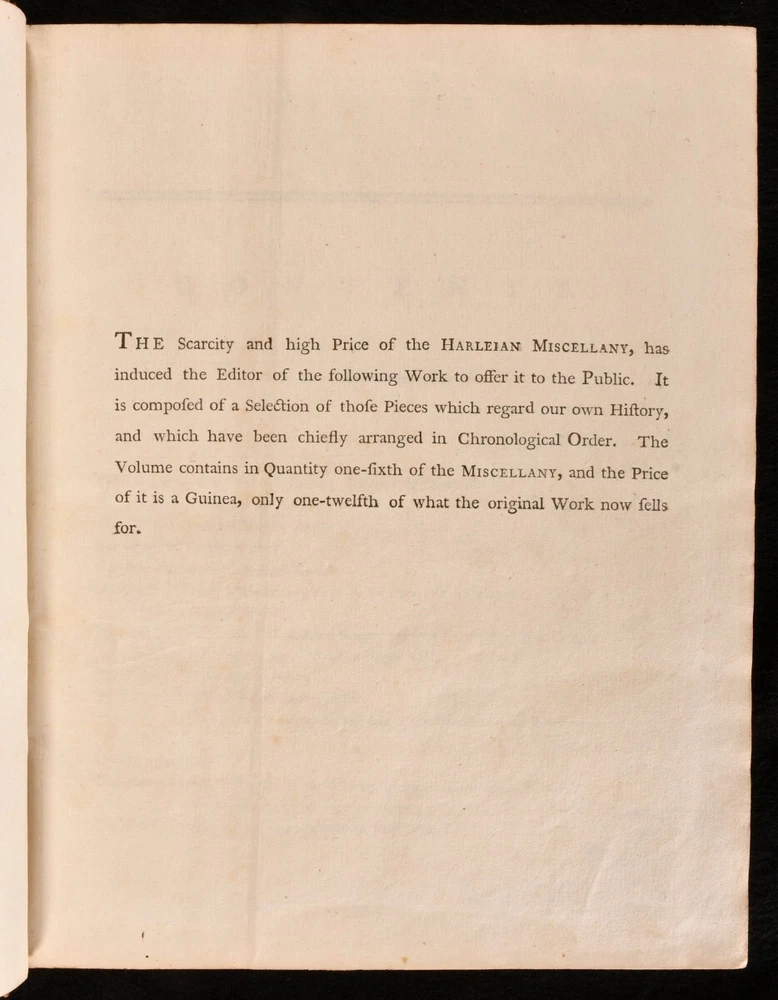 THE Scarcity and high Price of the HARLEIAN MISCELLANY, has
induced the Editor of the following Work to offer it to the Public. It
is compoſed of a Selection of thoſe Pieces which regard our own Hiſtory,
and which have been chiefly arranged in Chronological Order. The
Volume contains in Quantity one-ſixth of the MISCELLANY, and the Price
of it is a Guinea, only one-twelfth of what the original Work now ſells
for.